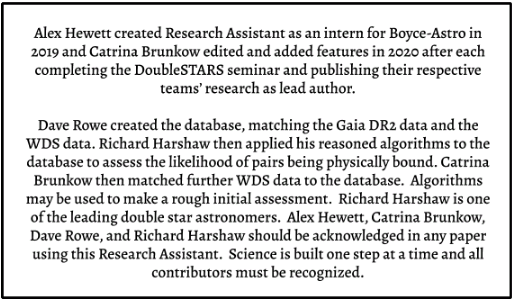 Alex Hewett created Research Assistant as an intern for Boyce-Astro in
2019 and Catrina Brunkow edited and added features in 2020 after each
completing the DoubleSTARS seminar and publishing their respective
teams' research as lead author.
Dave Rowe created the database, matching the Gaia DR2 data and the
WDS data. Richard Harshaw then applied his reasoned algorithms to the
database to assess the likelihood of pairs being physically bound. Catrina
Brunkow then matched further WDS data to the database.  Algorithms
may be used to make a rough initial assessment.  Richard Harshaw is one
of the leading double star astronomers.  Alex Hewett, Catrina Brunkow,
Dave Rowe, and Richard Harshaw should be acknowledged in any paper
using this Research Assistant.  Science is built one step at a time and all
contributors must be recognized.